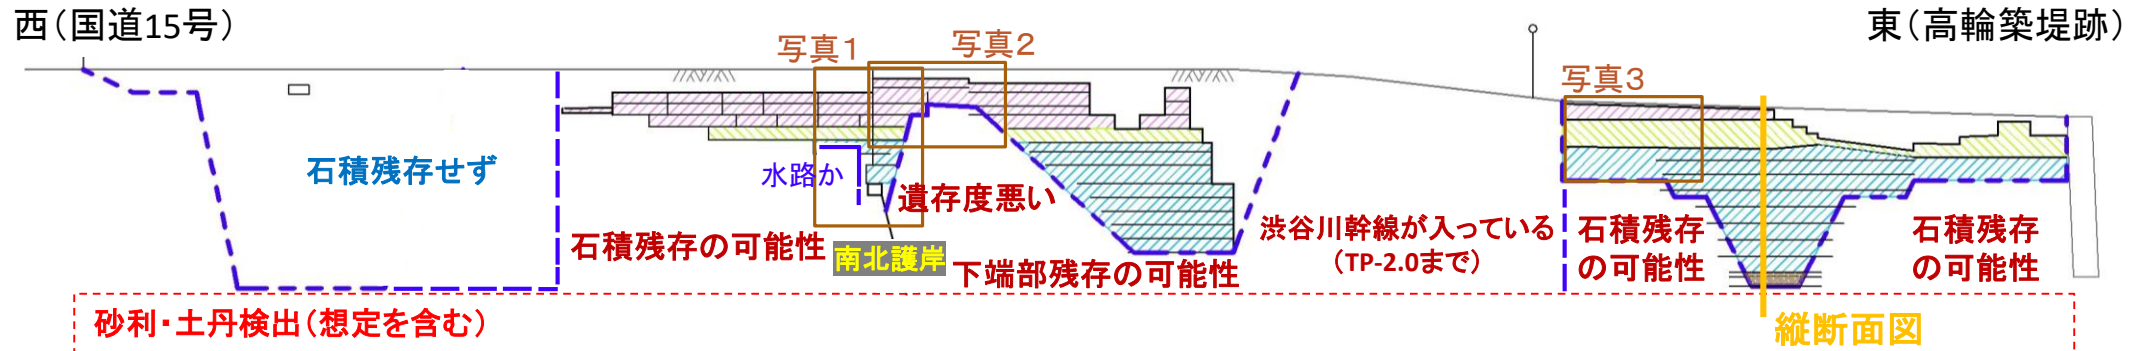 西（国道15号）
東（高輪築堤跡）
写真１
写真２
写真３
石積残存せず
水路か
遺存度悪い
石積残存の可能性
南北護岸
下端部残存の可能性
渋谷川幹線が入っている
（TP-2.0まで）
石積残存
の可能性
石積残存
の可能性
砂利・土丹検出（想定を含む）
縦断面図